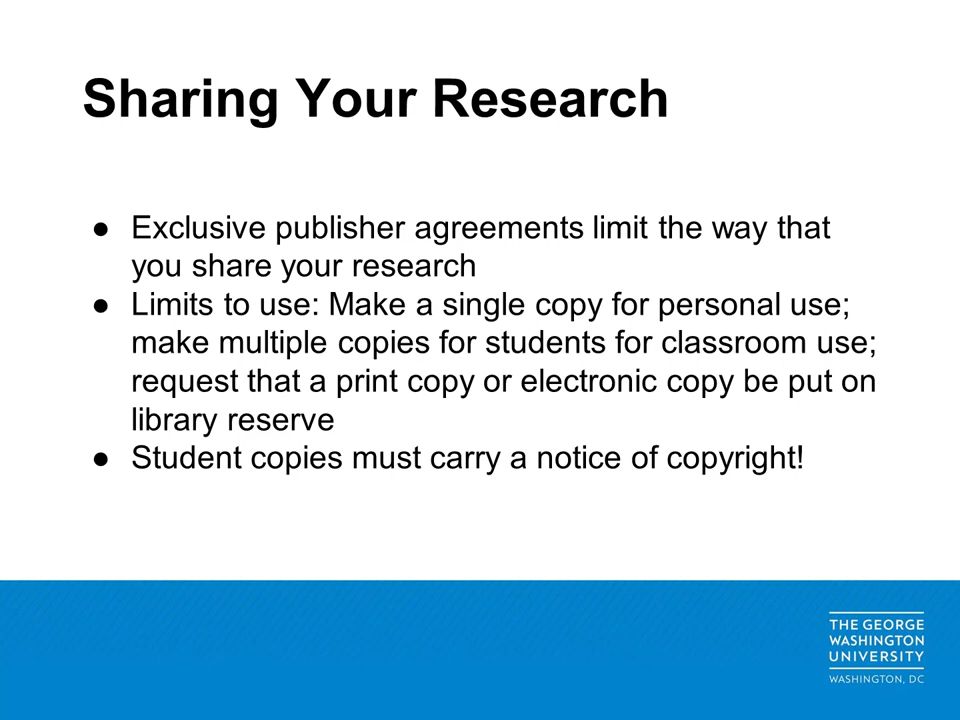 Sharing Your Research
● Exclusive publisher agreements limit the way that
you share your research
● Limits to use: Make a single copy for personal use;
make multiple copies for students for classroom use;
request that a print copy or electronic copy be put on
library reserve
● Student copies must carry a notice of copyright!
THE GEORGE
WASHINGTON
UNIVERSITY
WASHINGTON, DC